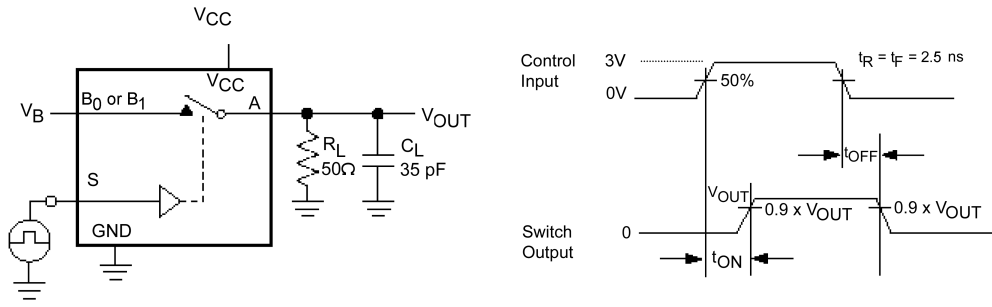 VCC
VCC
B0 or B1
A
VB
VOUT
RL
50Ω
CL
35 pF
S
GND
Control
Input
3V
0V
50%
tR = tF = 2.5 ns
tOFF
VOUT
0.9 x VOUT
0.9 x VOUT
Switch
Output
0
tON